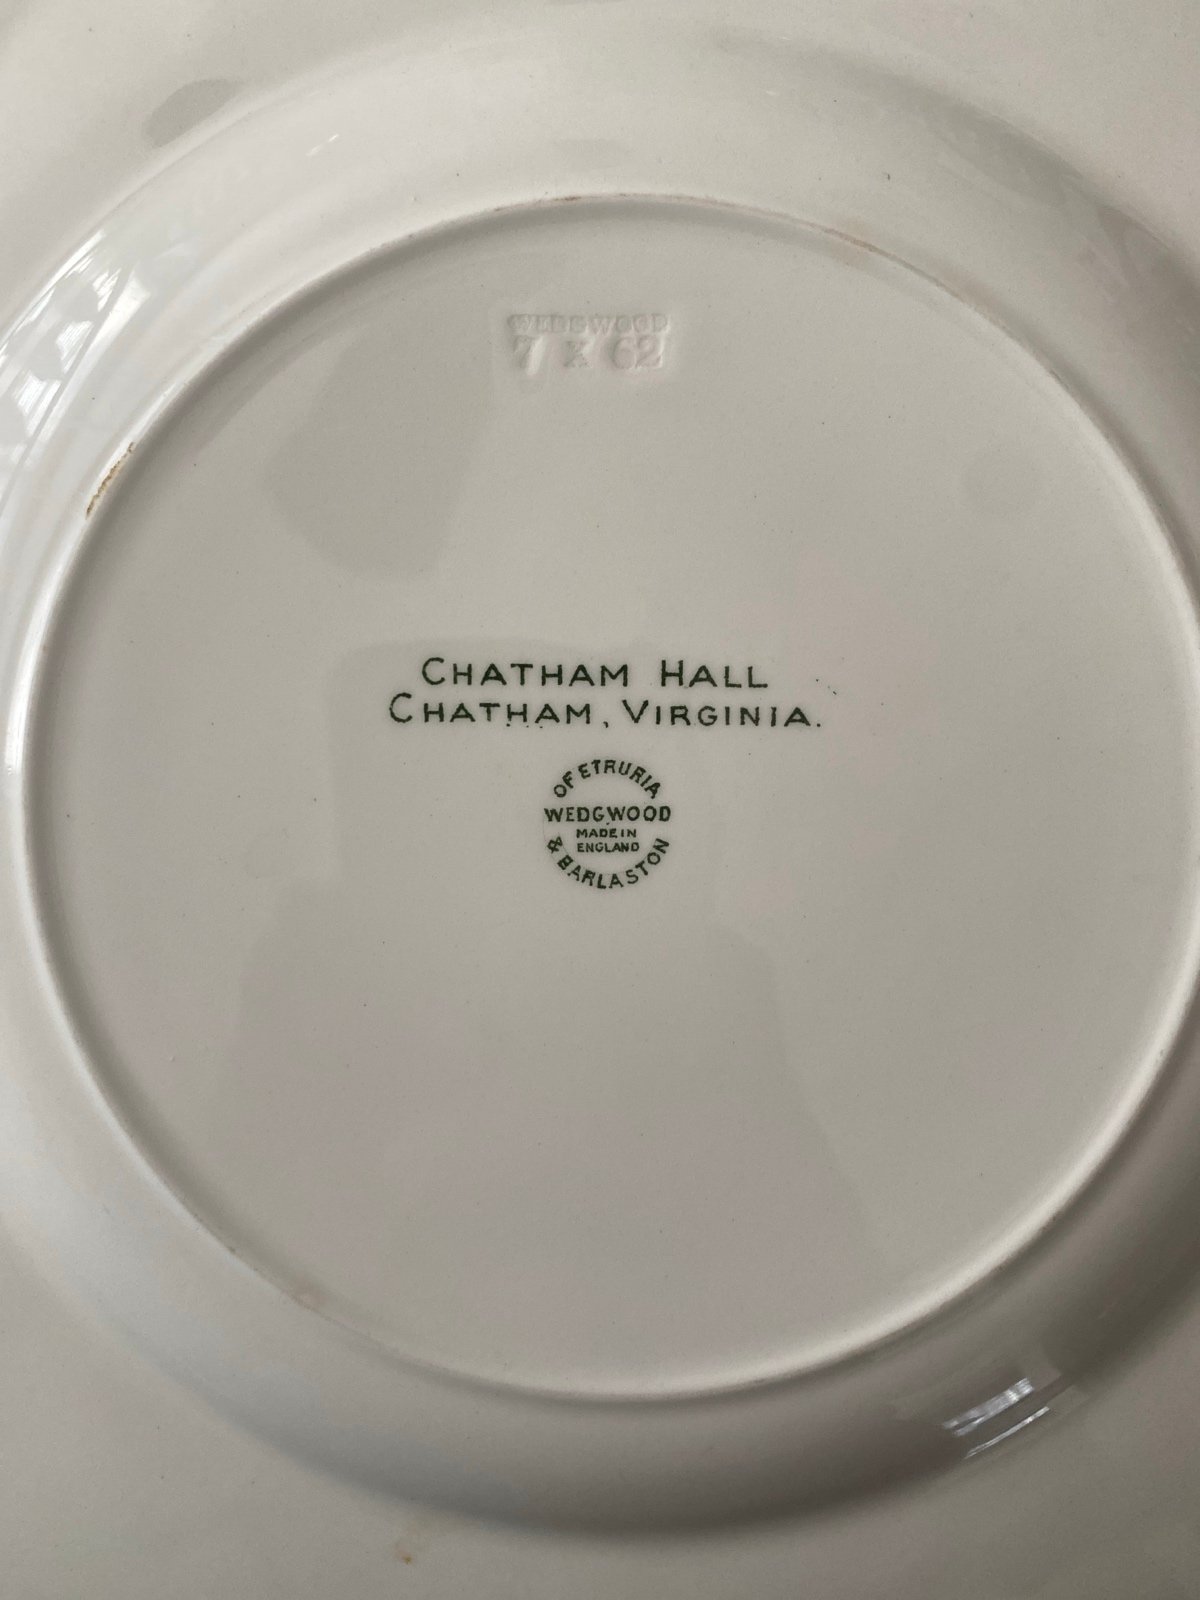 WEDGWOOD
7 X 62
CHATHAM HALL
CHATHAM, VIRGINIA.
OF ETRURIA
WEDGWOOD
MADE IN
ENGLAND
& BARLASTON